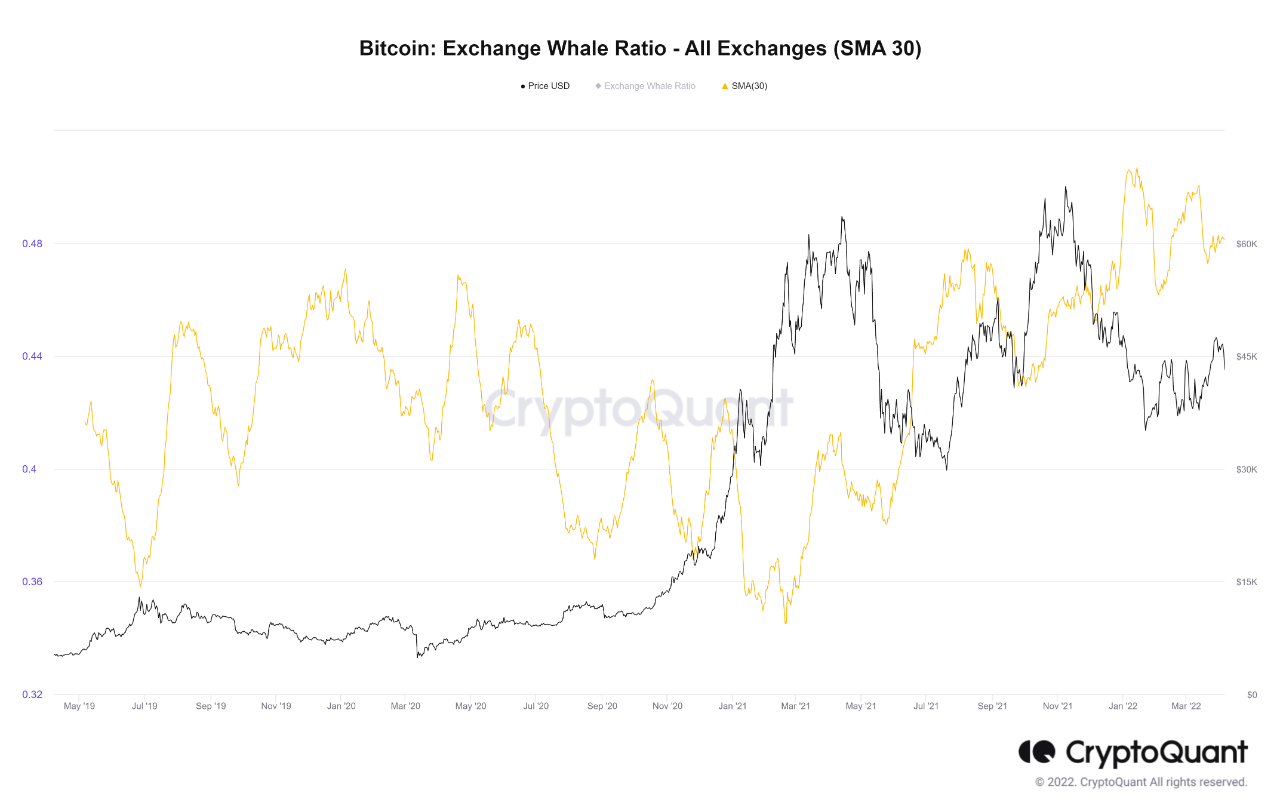 Bitcoin: Exchange Whale Ratio - All Exchanges (SMA 30)
Price USD Exchange Whale Ratio SMA(30)
0.48 $60K
0.44 $45K
CryptoQuant
0.4 $30K
0.36 $15K
0.32 $0
May '19 Jul '19 Sep '19 Nov '19 Jan '20 Mar '20 May '20 Jul '20 Sep '20 Nov '20 Jan '21 Mar '21 May '21 Jul '21 Sep '21 Nov '21 Jan '22 Mar '22
CryptoQuant
© 2022. CryptoQuant All rights reserved.